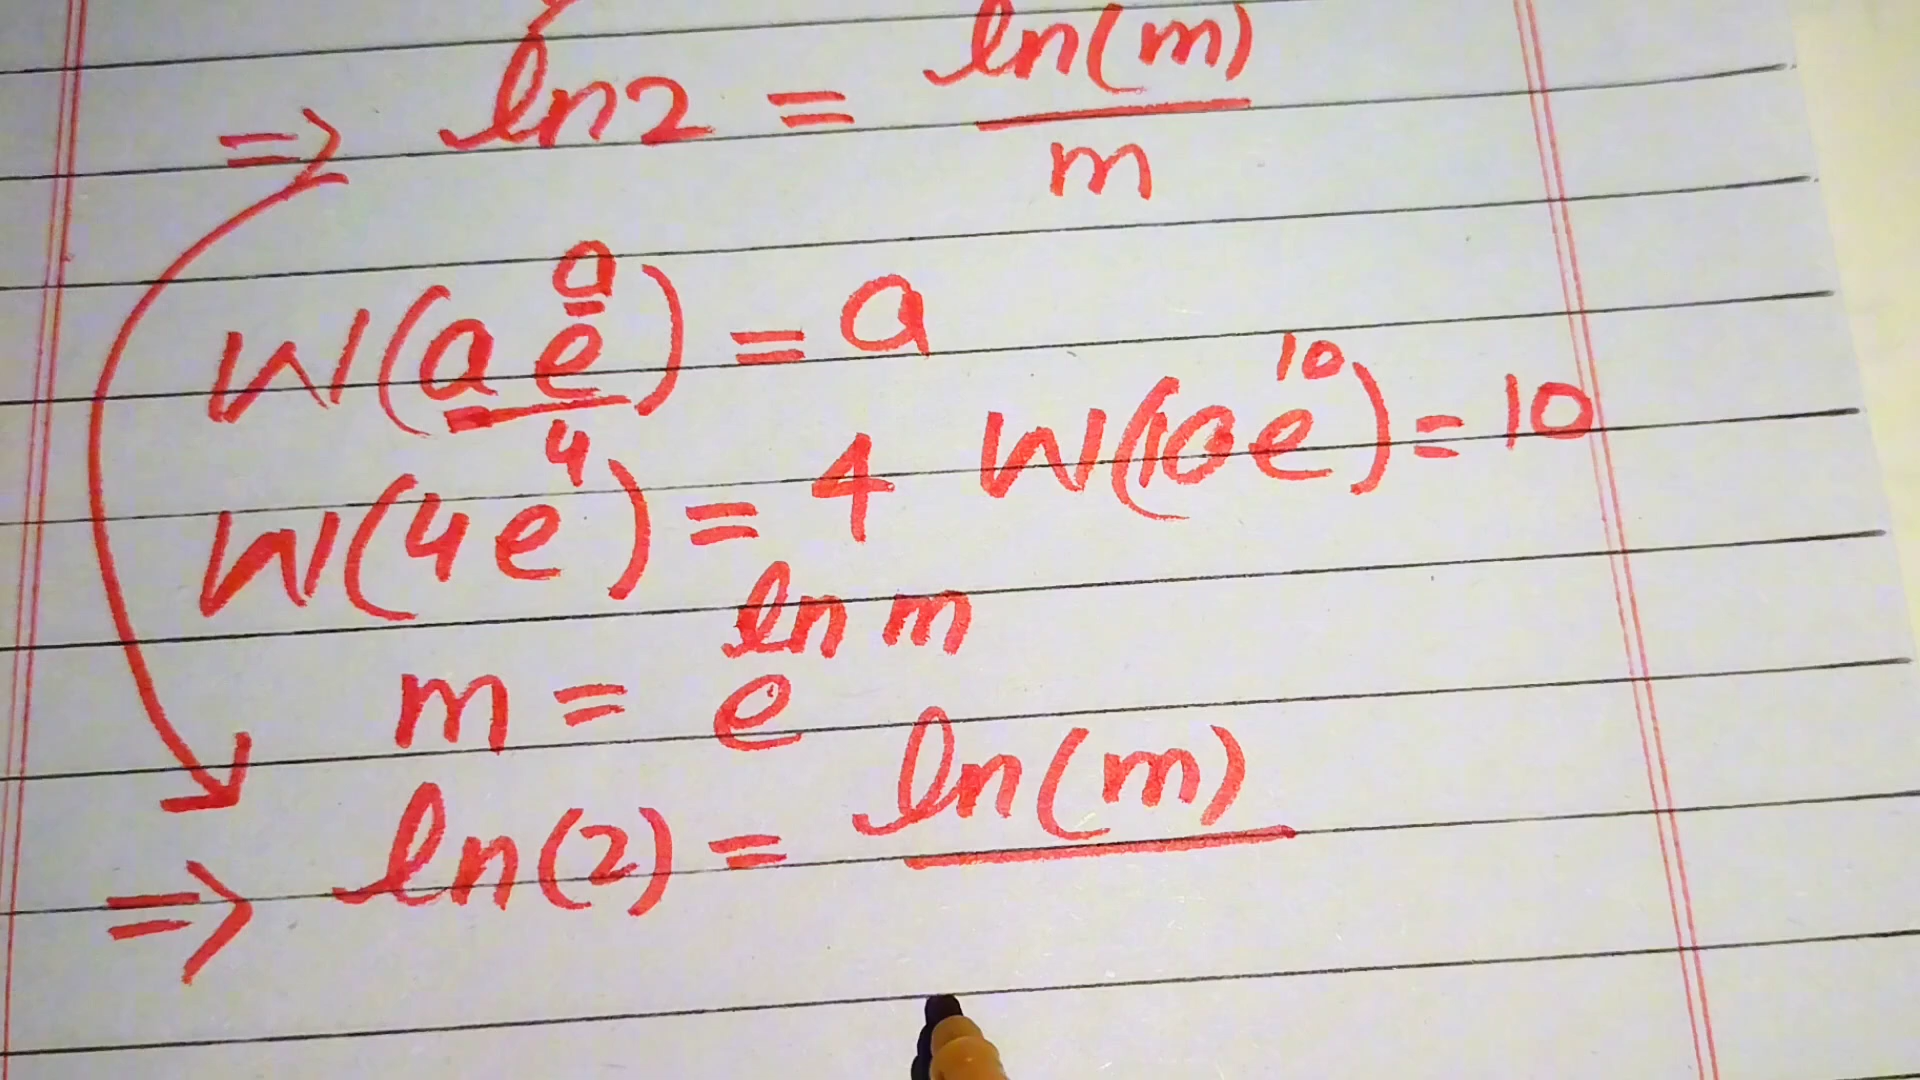 ⇒ ln2 = ln(m)/m
W(ae^a) = a
W(4e^4) = 4 W(10e^10) = 10
m = e^ln m
⇒ ln(2) = ln(m)/